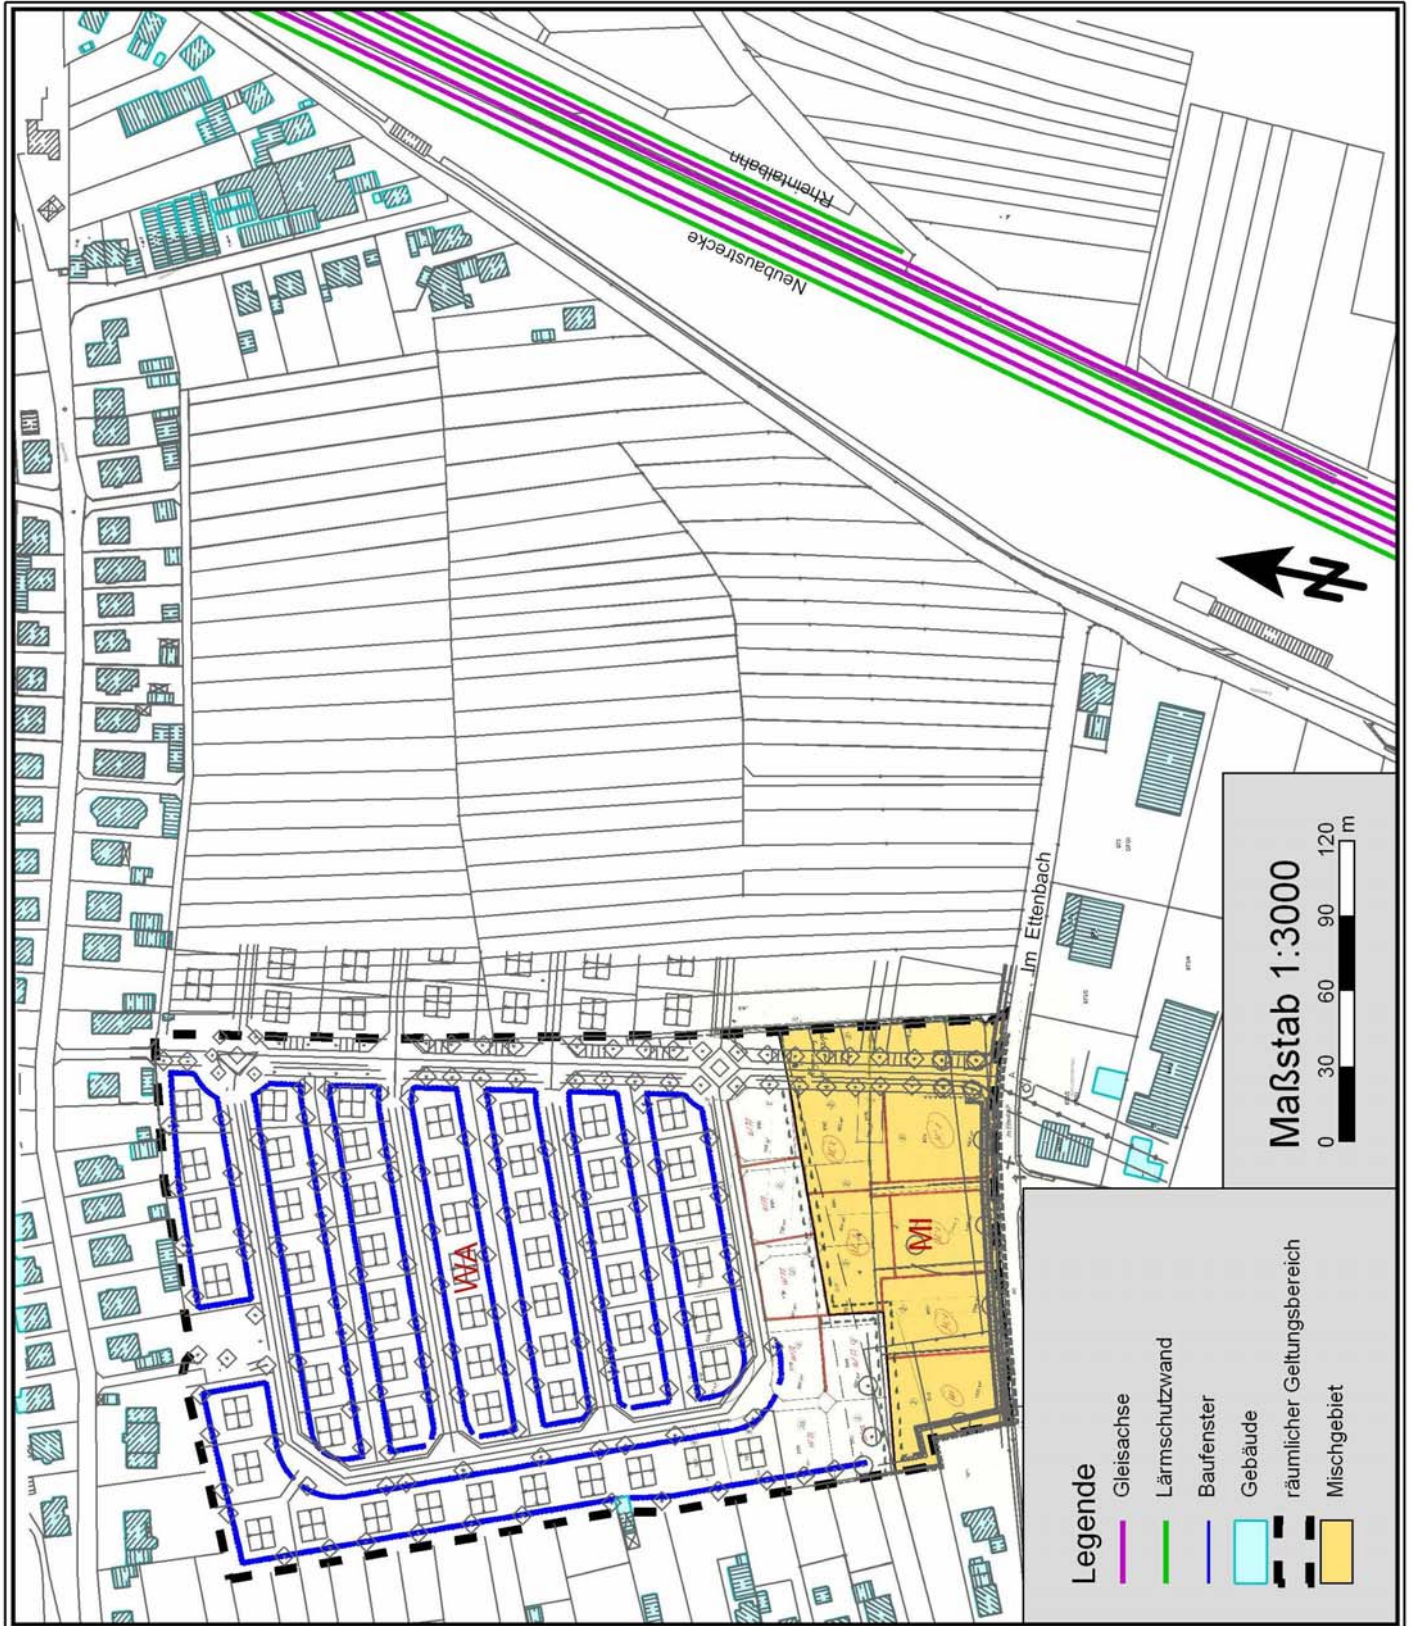 Rheintalbahn
Neubaustrecke
N
Im Ettenbach
WA
MI
Maßstab 1:3000
0 30 60 90 120
m
Legende
Gleisachse
Lärmschutzwand
Baufenster
Gebäude
räumlicher Geltungsbereich
Mischgebiet